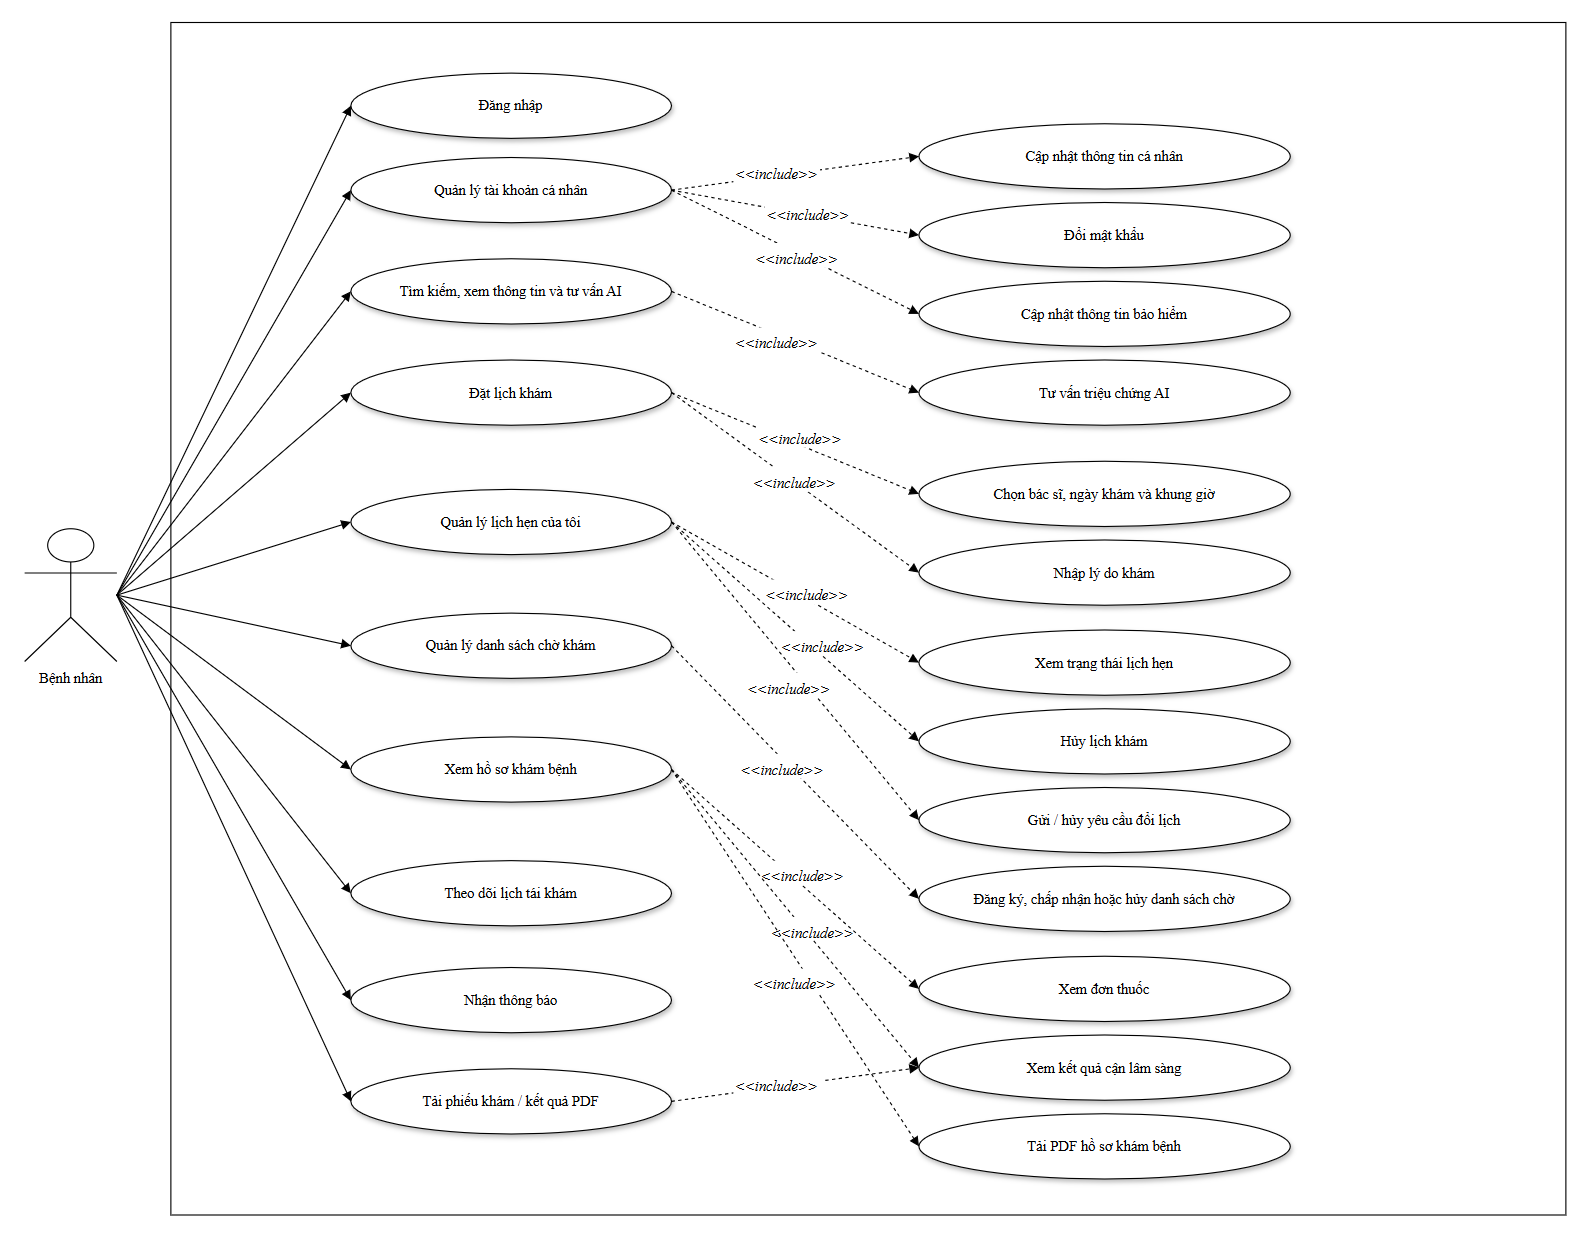 Đăng nhập
Quản lý tài khoản cá nhân
Tìm kiếm, xem thông tin và tư vấn AI
Đặt lịch khám
Quản lý lịch hẹn của tôi
Quản lý danh sách chờ khám
Xem hồ sơ khám bệnh
Theo dõi lịch tái khám
Nhận thông báo
Tải phiếu khám / kết quả PDF
Bệnh nhân
<<include>>
<<include>>
<<include>>
<<include>>
<<include>>
<<include>>
<<include>>
<<include>>
<<include>>
<<include>>
<<include>>
<<include>>
<<include>>
<<include>>
Cập nhật thông tin cá nhân
Đổi mật khẩu
Cập nhật thông tin bảo hiểm
Tư vấn triệu chứng AI
Chọn bác sĩ, ngày khám và khung giờ
Nhập lý do khám
Xem trạng thái lịch hẹn
Hủy lịch khám
Gửi / hủy yêu cầu đổi lịch
Đăng ký, chấp nhận hoặc hủy danh sách chờ
Xem đơn thuốc
Xem kết quả cận lâm sàng
Tải PDF hồ sơ khám bệnh